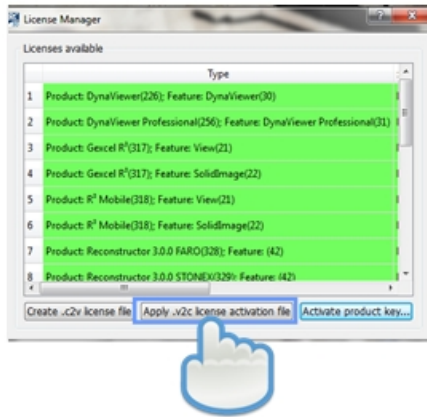 License Manager
Licenses available
Type
1 Product: DynaViewer(226); Feature: DynaViewer(30)
2 Product: DynaViewer Professional(256); Feature: DynaViewer Professional(31)
3 Product: Gexcel R³(317); Feature: View(21)
4 Product: Gexcel R³(317); Feature: SolidImage(22)
5 Product: R³ Mobile(318); Feature: View(21)
6 Product: R³ Mobile(318); Feature: SolidImage(22)
7 Product: Reconstructor 3.0.0 FARO(328); Feature: (42)
8 Product: Reconstructor 3.0.0 STONEX(329); Feature: (42)
Create .c2v license file Apply .v2c license activation file Activate product key...